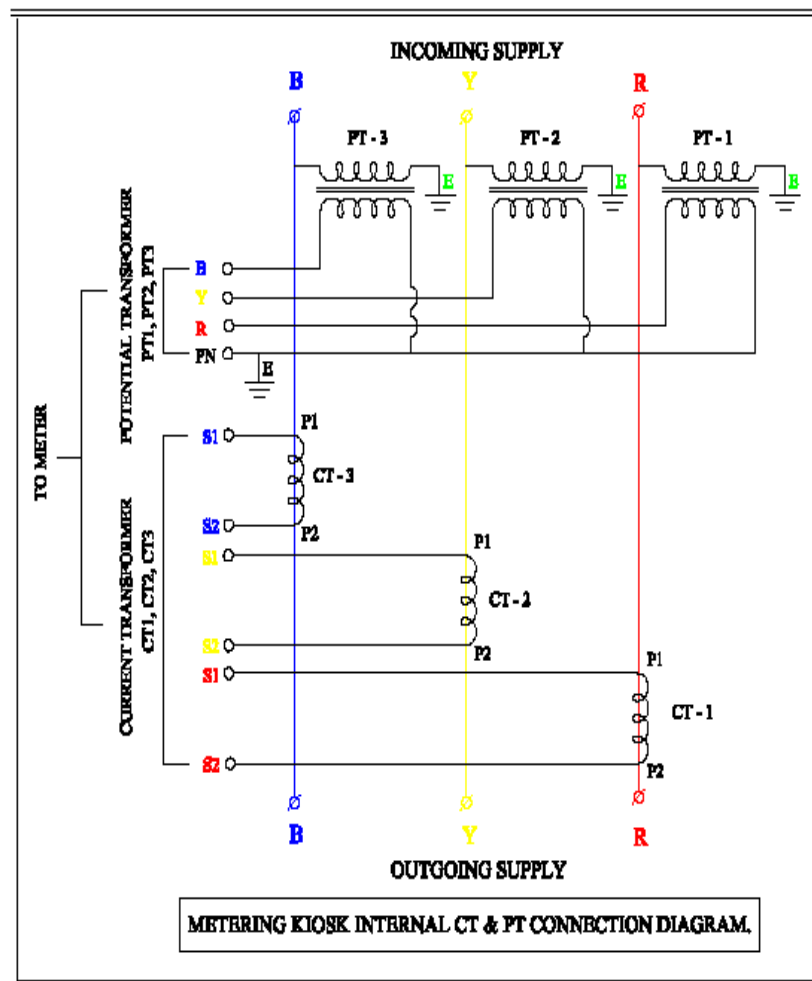 INCOMING SUPPLY
B Y R
PT - 3 PT - 2 PT - 1
E E E
POTENTIAL TRANSFORMER
PT1, PT2, PT3
B
Y
R
PN
E
TO METER
CURRENT TRANSFORMER
CT1, CT2, CT3
S1
P1
CT - 3
S2
P2
S1
P1
CT - 2
S2
P2
S1
P1
CT - 1
S2
P2
B Y R
OUTGOING SUPPLY
METERING KIOSK INTERNAL CT & PT CONNECTION DIAGRAM.